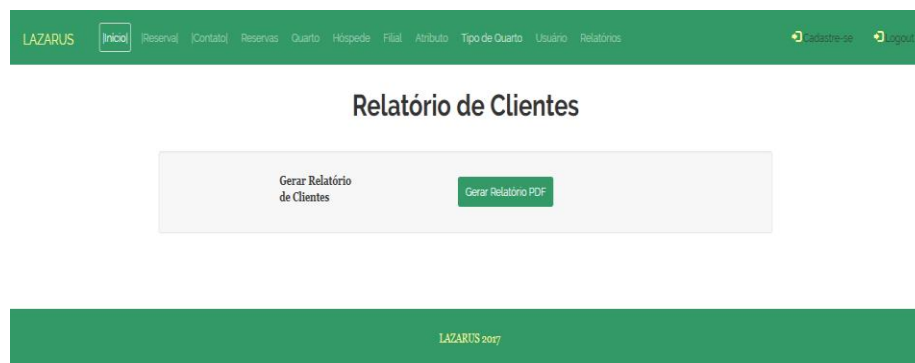 LAZARUS |Início| |Reserva| |Contato| Reservas Quarto Hóspede Filial Atributo Tipo de Quarto Usuário Relatórios Cadastre-se Logout
Relatório de Clientes
Gerar Relatório
de Clientes
Gerar Relatório PDF
LAZARUS 2017